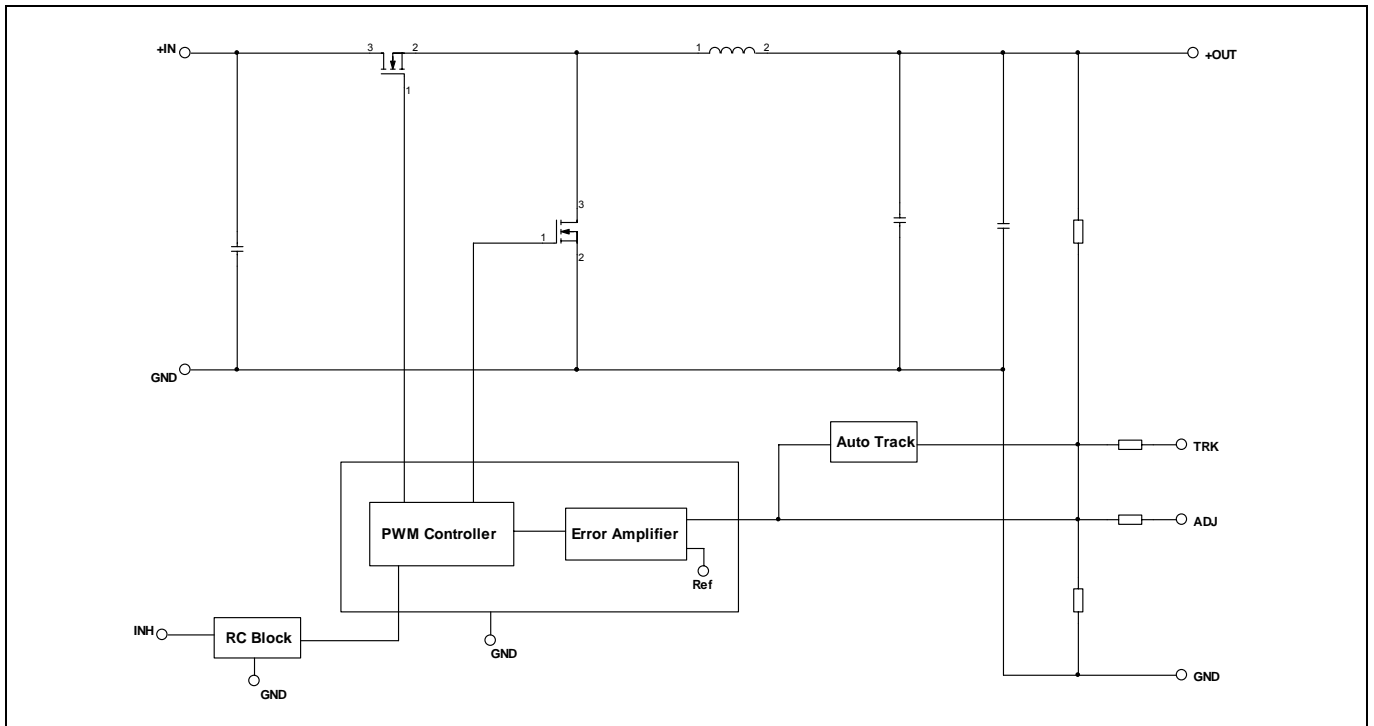 +IN
3
2
1
1
2
+OUT
3
1
2
GND
Auto Track
TRK
PWM Controller
Error Amplifier
ADJ
Ref
INH
RC Block
GND
GND
GND